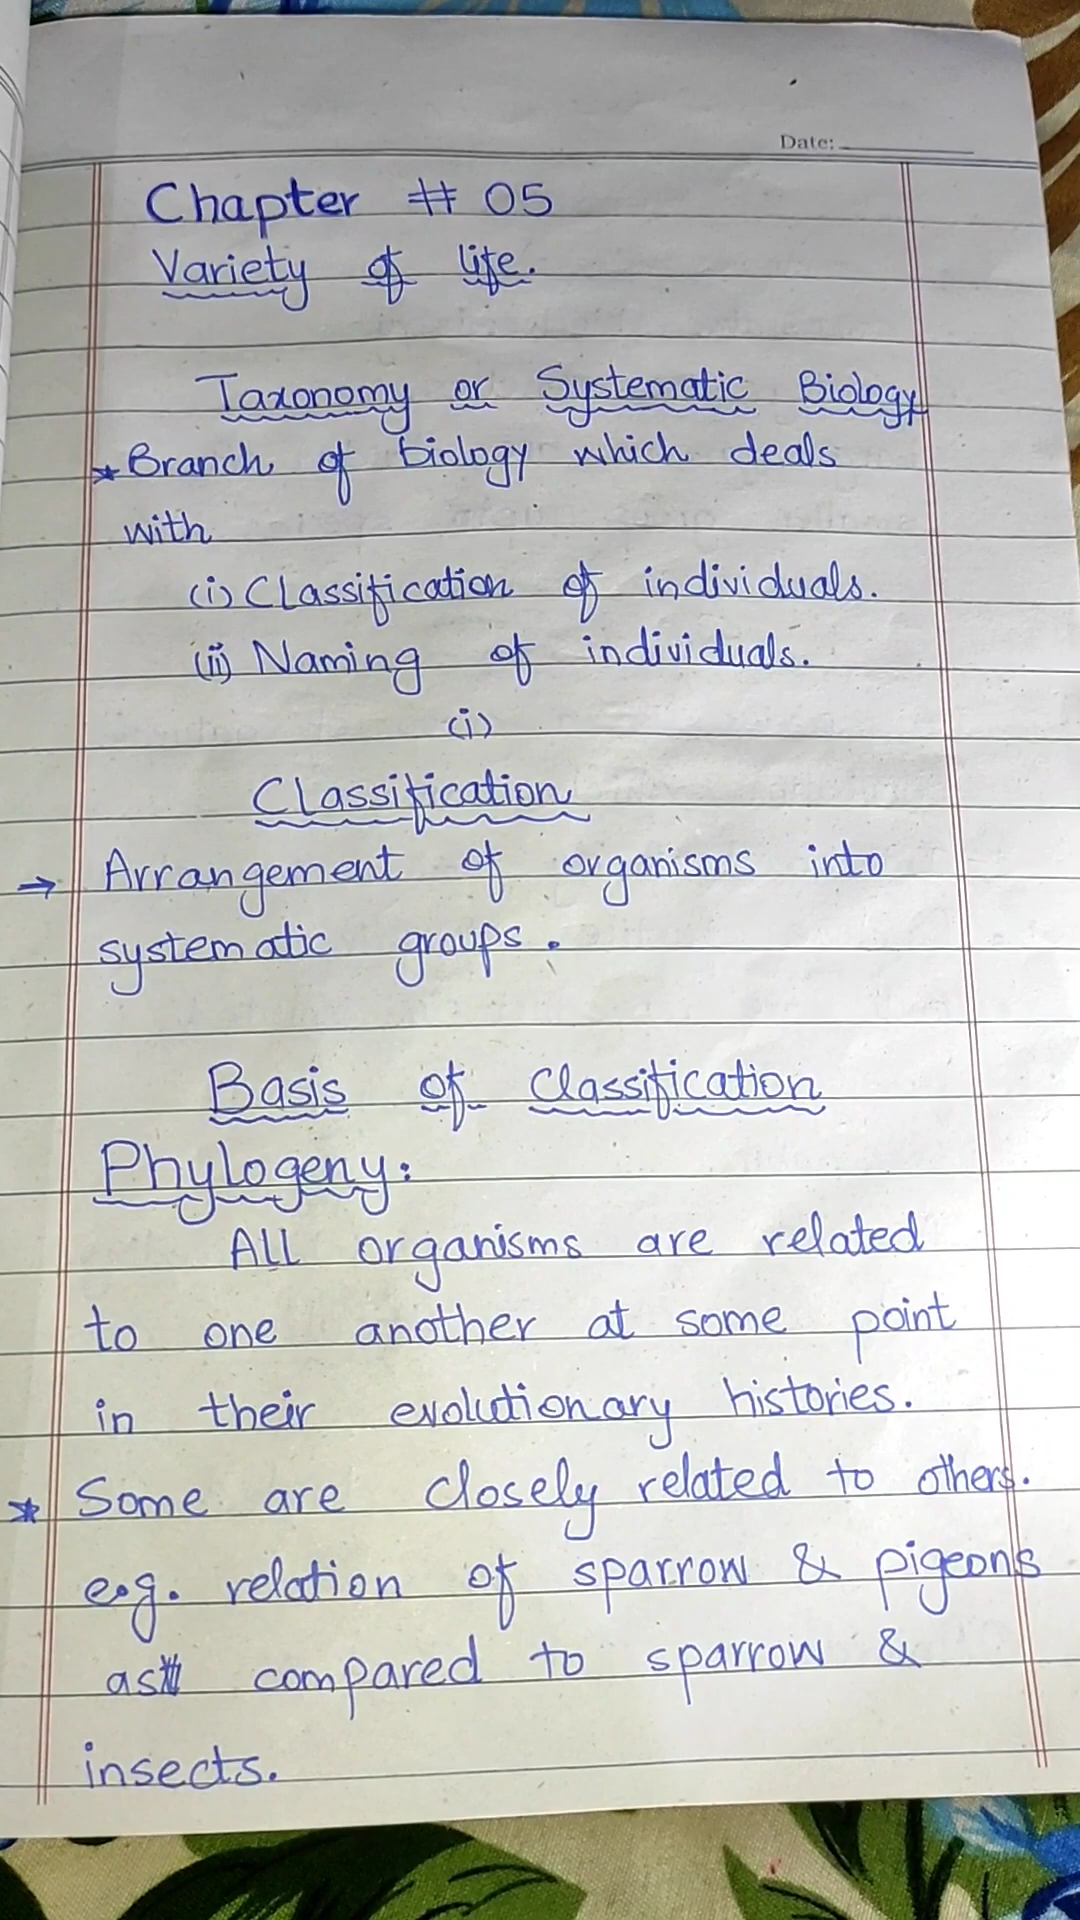 Date:
Chapter # 05
Variety of life.
Taxonomy or Systematic Biology
* Branch of biology which deals
with
(i) Classification of individuals.
(ii) Naming of individuals.
(i)
Classification
→ Arrangement of organisms into
systematic groups.
Basis of Classification
Phylogeny:
All organisms are related
to one another at some point
in their evolutionary histories.
* Some are closely related to others.
e.g. relation of sparrow & pigeons
as compared to sparrow &
insects.